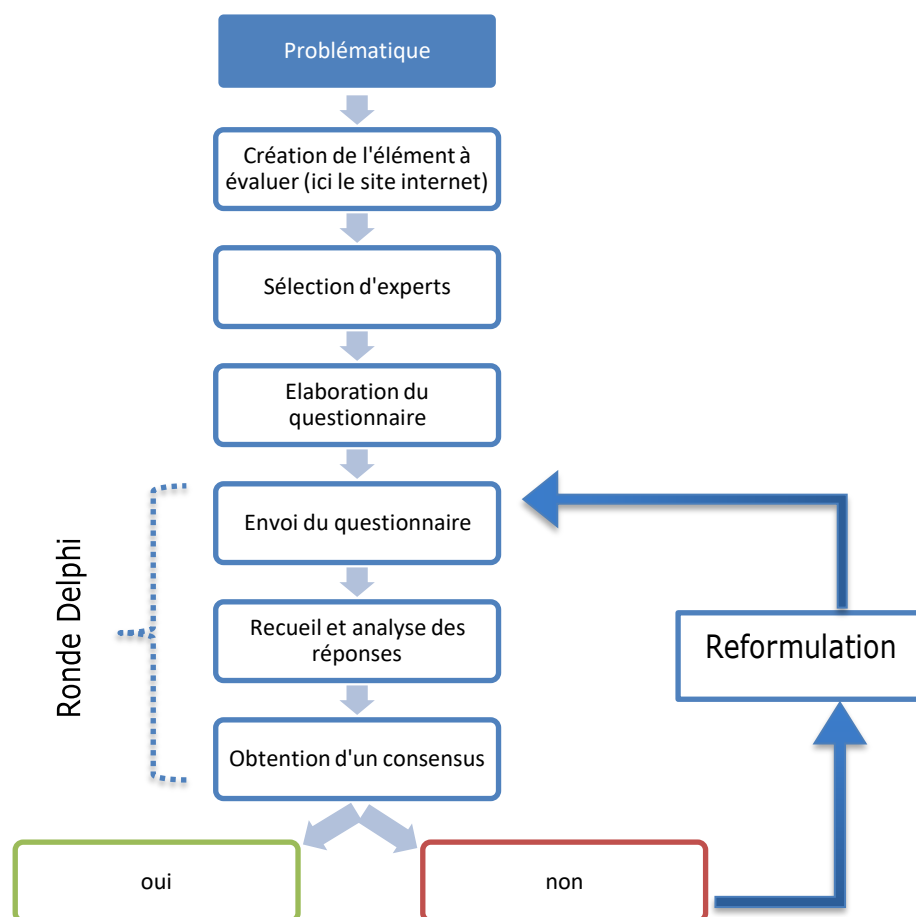 Problématique
Création de l'élément à
évaluer (ici le site internet)
Sélection d'experts
Elaboration du
questionnaire
Envoi du questionnaire
Ronde Delphi
Recueil et analyse des
réponses
Reformulation
Obtention d'un consensus
oui
non